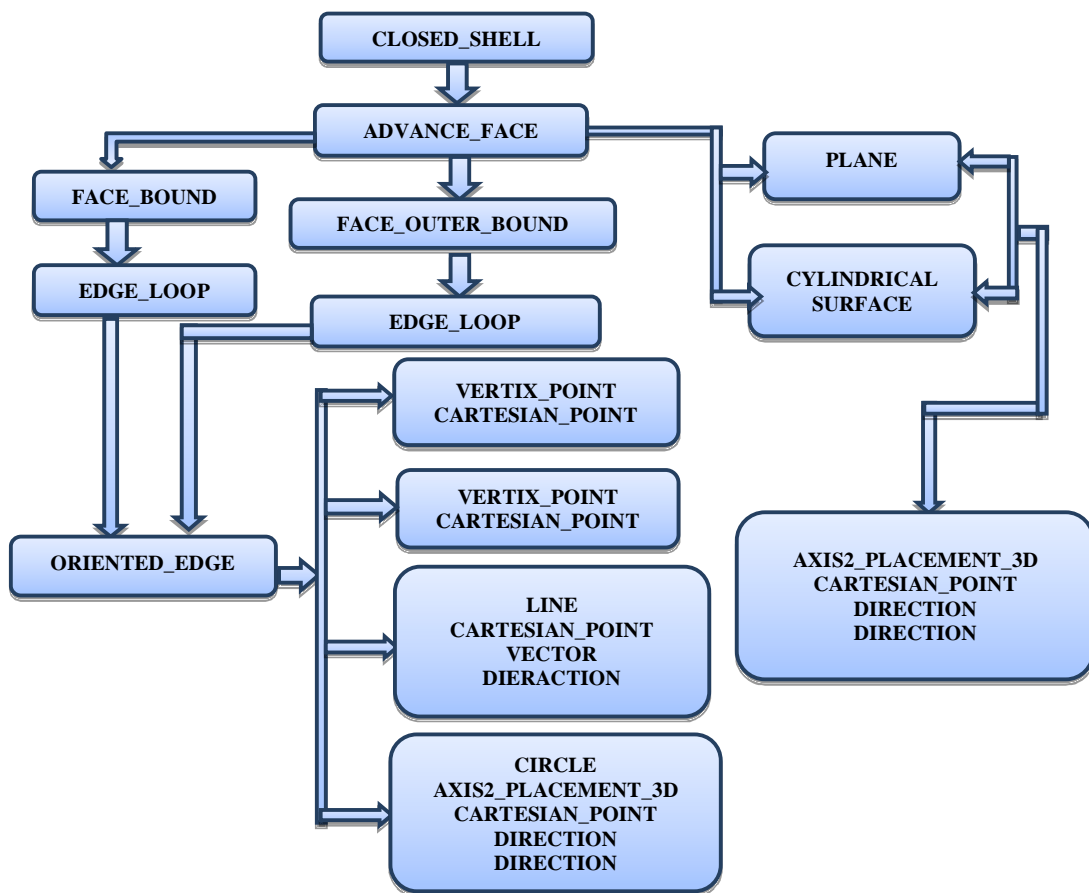 CLOSED_SHELL
ADVANCE_FACE
PLANE
FACE_BOUND
FACE_OUTER_BOUND
EDGE_LOOP
CYLINDRICAL
SURFACE
EDGE_LOOP
VERTIX_POINT
CARTESIAN_POINT
VERTIX_POINT
CARTESIAN_POINT
ORIENTED_EDGE
AXIS2_PLACEMENT_3D
CARTESIAN_POINT
DIRECTION
DIRECTION
LINE
CARTESIAN_POINT
VECTOR
DIERACTION
CIRCLE
AXIS2_PLACEMENT_3D
CARTESIAN_POINT
DIRECTION
DIRECTION